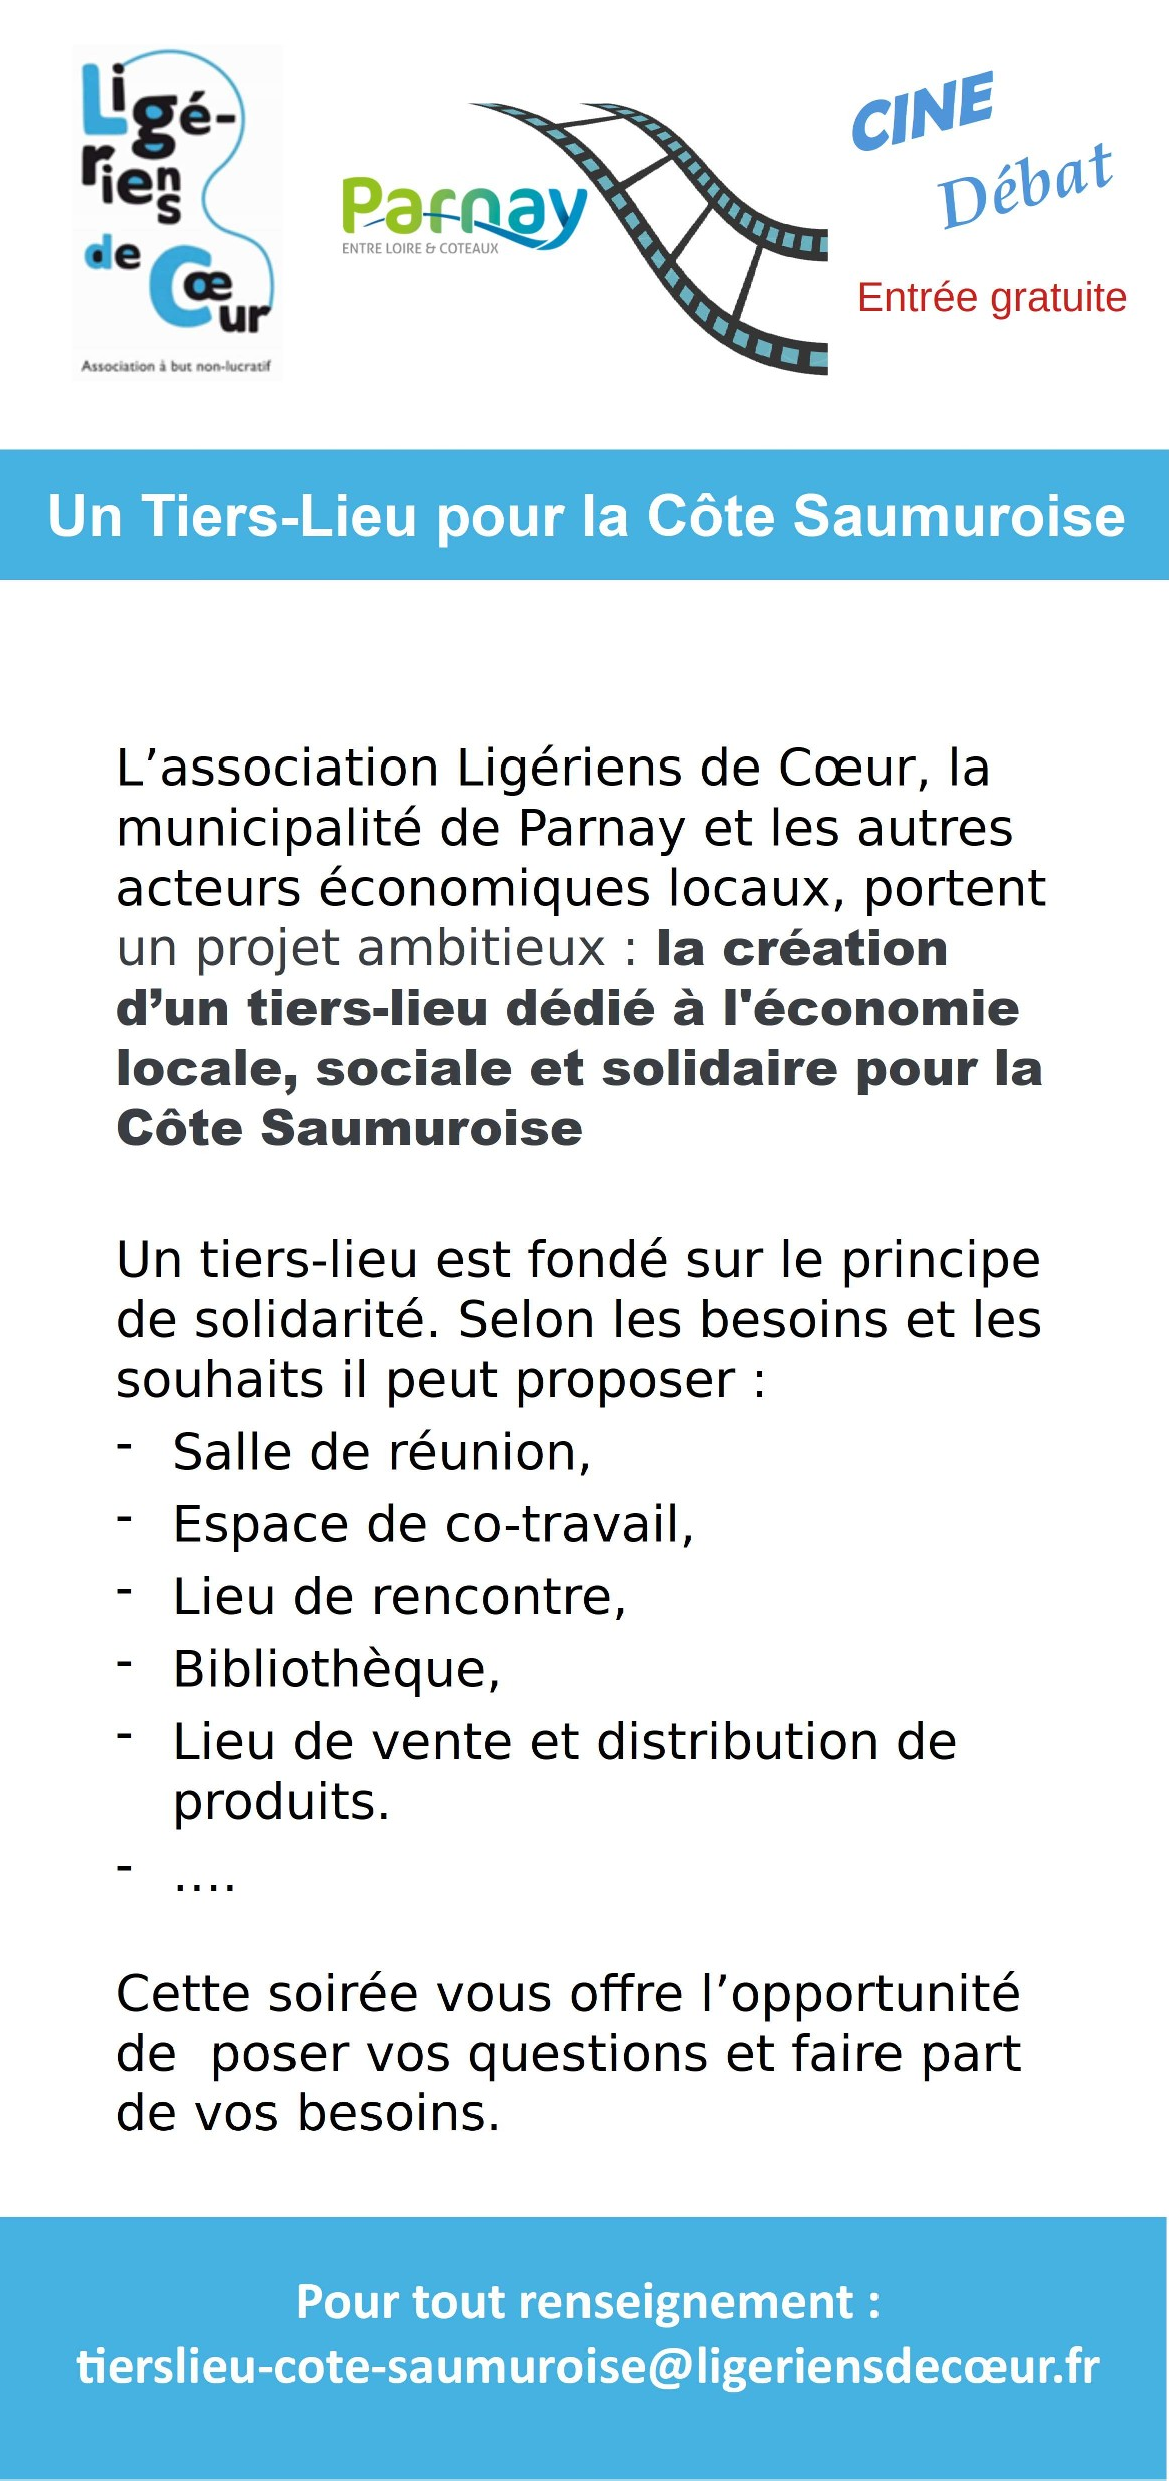 Ligé-
riens
de Cœur
Association à but non-lucratif
Parnay
ENTRE LOIRE & COTEAUX
CINE
Débat
Entrée gratuite
Un Tiers-Lieu pour la Côte Saumuroise
L’association Ligériens de Cœur, la
municipalité de Parnay et les autres
acteurs économiques locaux, portent
un projet ambitieux : la création
d’un tiers-lieu dédié à l'économie
locale, sociale et solidaire pour la
Côte Saumuroise
Un tiers-lieu est fondé sur le principe
de solidarité. Selon les besoins et les
souhaits il peut proposer :
- Salle de réunion,
- Espace de co-travail,
- Lieu de rencontre,
- Bibliothèque,
- Lieu de vente et distribution de
produits.
- ....
Cette soirée vous offre l’opportunité
de  poser vos questions et faire part
de vos besoins.
Pour tout renseignement :
tierslieu-cote-saumuroise@ligeriensdecœur.fr